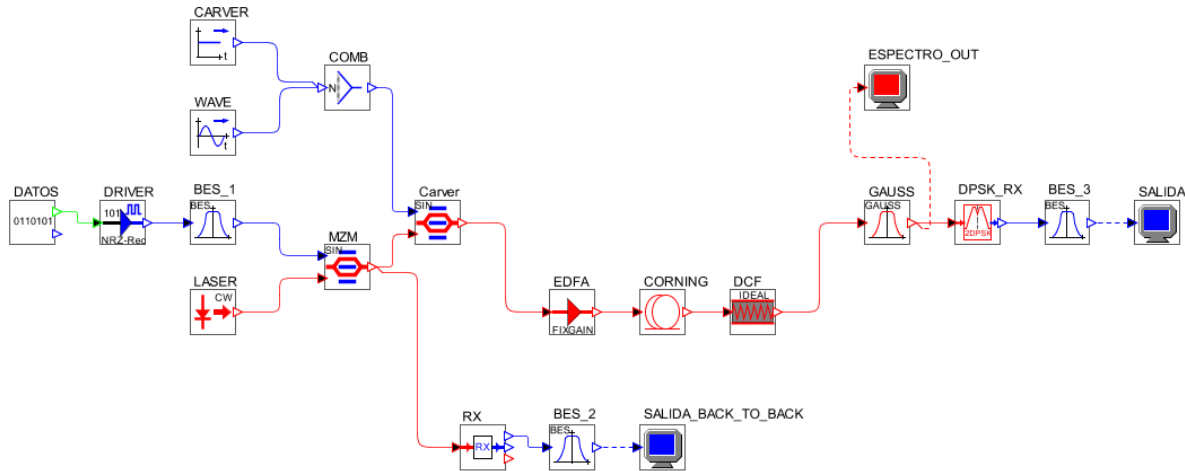 CARVER
t
COMB
N
ESPECTRO_OUT
WAVE
t
DATOS
0110101
DRIVER
101
NRZ-Rec
BES_1
BES
Carver
SIN
GAUSS
GAUSS
DPSK_RX
2DPSK
BES_3
BES
SALIDA
MZM
SIN
LASER
CW
EDFA
FIXGAIN
CORNING
DCF
IDEAL
RX
RX
BES_2
BES
SALIDA_BACK_TO_BACK